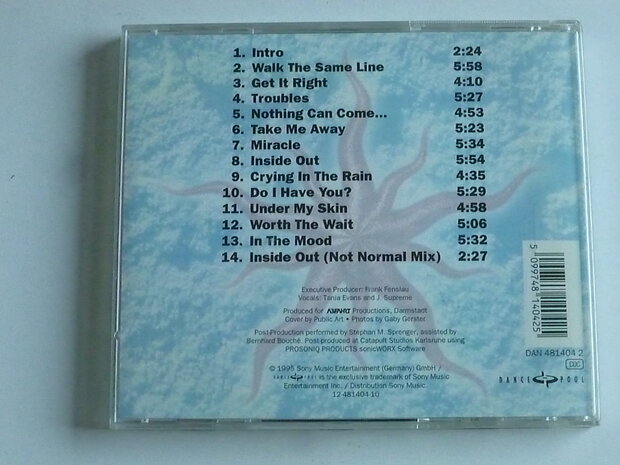 1. Intro 2:24
2. Walk The Same Line 5:58
3. Get It Right 4:10
4. Troubles 5:27
5. Nothing Can Come... 4:53
6. Take Me Away 5:23
7. Miracle 5:34
8. Inside Out 5:54
9. Crying In The Rain 4:35
10. Do I Have You? 5:29
11. Under My Skin 4:58
12. Worth The Wait 5:06
13. In The Mood 5:32
14. Inside Out (Not Normal Mix) 2:27
Executive Producer: Frank Fenslau
Vocals: Tania Evans and J. Supreme
Produced for ABFAHRT Productions, Darmstadt
Cover by Public Art • Photos by Gaby Gerster
Post-Production performed by Stephan M. Sprenger, assisted by
Bernhard Bouché. Post-produced at Catapult Studios Karlsruhe using
PROSONIQ PRODUCTS sonicWORX Software
℗ 1995 Sony Music Entertainment (Germany) GmbH /
DANCE POOL is the exclusive trademark of Sony Music
Entertainment Inc. / Distribution Sony Music.
12-481404-10
5 099748 140425
DAN 481404 2
DDC
DANCE POOL